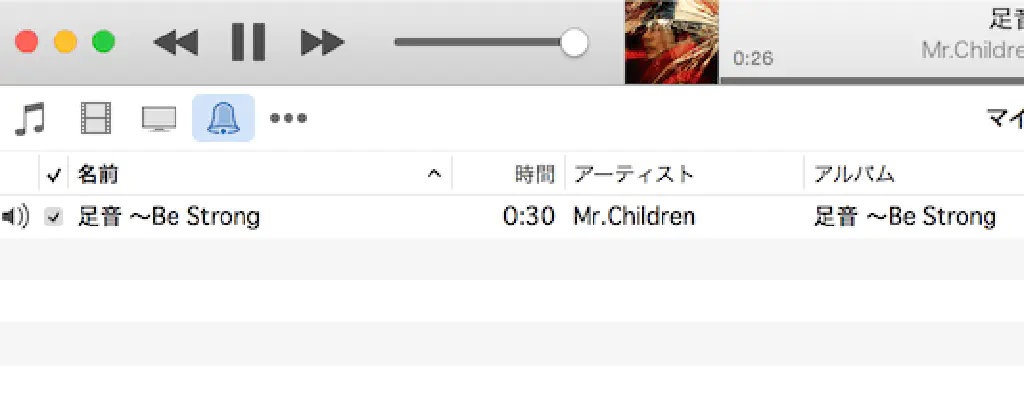 足音
0:26
Mr.Childre
マイ
名前 時間 アーティスト アルバム
足音 ～Be Strong 0:30 Mr.Children 足音 ～Be Strong